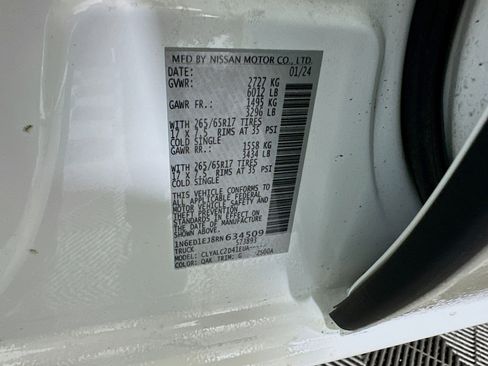 MFD BY NISSAN MOTOR CO., LTD.
DATE: 01/24
GVWR: 2727 KG
6012 LB
GAWR FR.: 1495 KG
3296 LB
WITH 265/65R17 TIRES
17 X 7.5 RIMS AT 35 PSI
COLD SINGLE
GAWR RR.: 1558 KG
3434 LB
WITH 265/65R17 TIRES
17 X 7.5 RIMS AT 35 PSI
COLD SINGLE
THIS VEHICLE CONFORMS TO
ALL APPLICABLE FEDERAL
MOTOR VEHICLE SAFETY
STANDARDS IN EFFECT ON
THE DATE OF MANUFACTURE
SHOWN ABOVE.
1N6ED1EJ8RN634509
TRUCK 573893
MODEL: CLYALC2D41EUA
COLOR: QAK TRIM: G 2500A